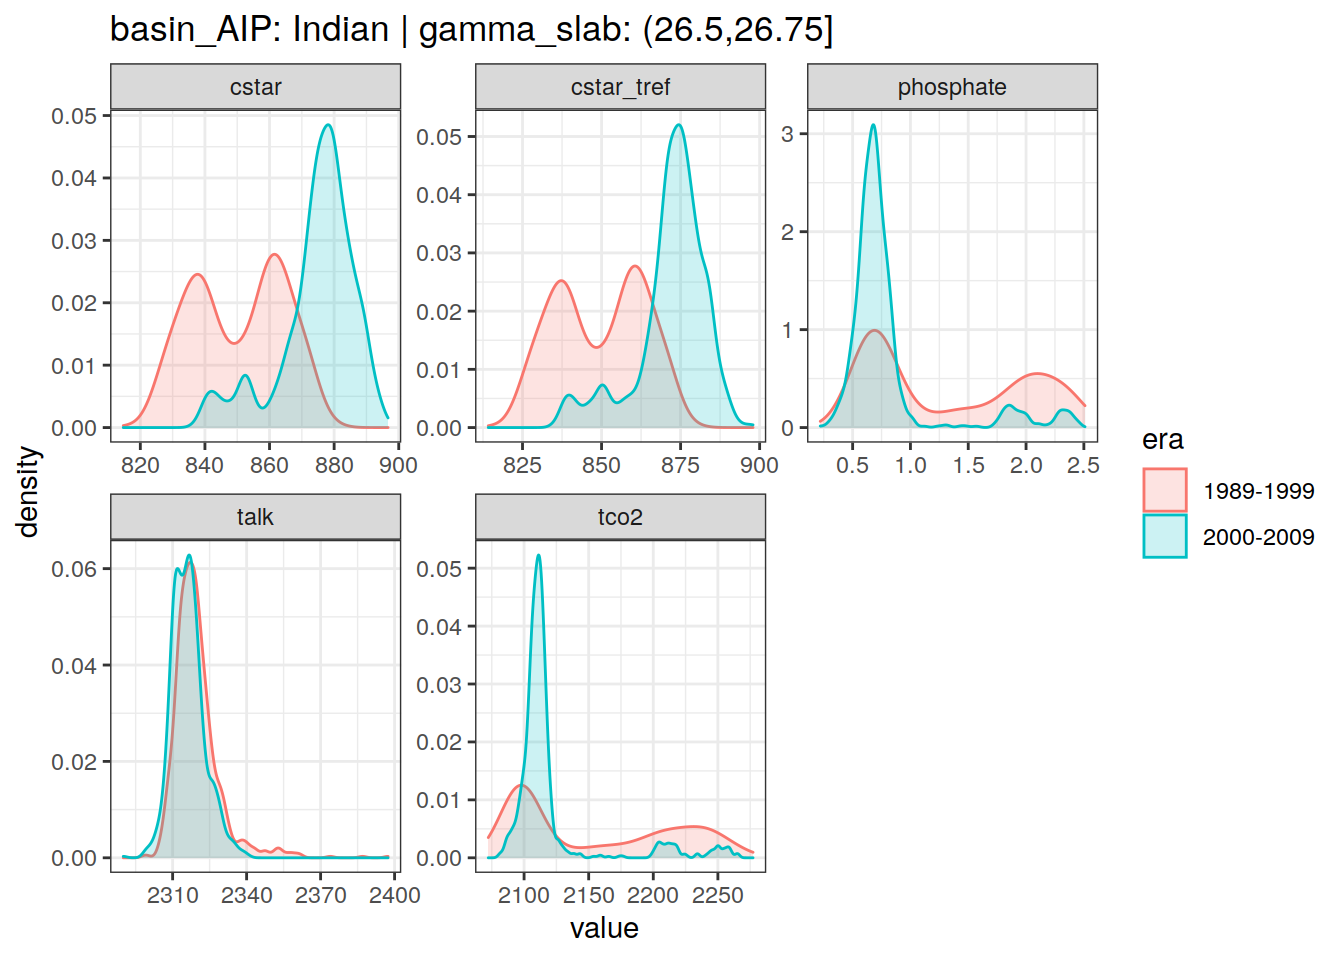 basin_AIP: Indian | gamma_slab: (26.5,26.75]
cstar
cstar_tref
phosphate
0.05
0.04
0.03
0.02
0.01
0.00
820 840 860 880 900
0.05
0.04
0.03
0.02
0.01
0.00
825 850 875 900
3
2
1
0
0.5 1.0 1.5 2.0 2.5
density
talk
tco2
0.06
0.04
0.02
0.00
2310 2340 2370 2400
0.05
0.04
0.03
0.02
0.01
0.00
2100 2150 2200 2250
value
era
1989-1999
2000-2009